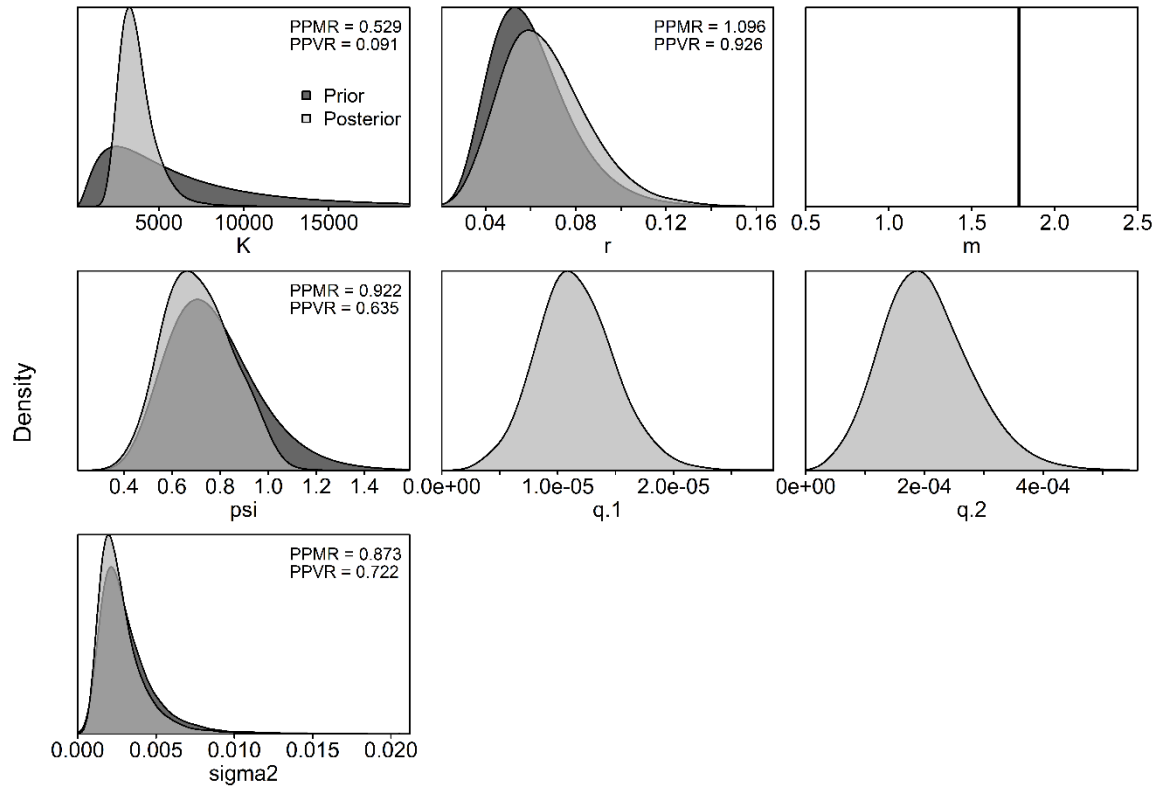 PPMR = 0.529
PPVR = 0.091
Prior
Posterior
5000 10000 15000
K
PPMR = 1.096
PPVR = 0.926
0.04 0.08 0.12 0.16
r
0.5 1.0 1.5 2.0 2.5
m
Density
PPMR = 0.922
PPVR = 0.635
0.4 0.6 0.8 1.0 1.2 1.4
psi
0.0e+00 1.0e-05 2.0e-05
q.1
0e+00 2e-04 4e-04
q.2
PPMR = 0.873
PPVR = 0.722
0.000 0.005 0.010 0.015 0.020
sigma2